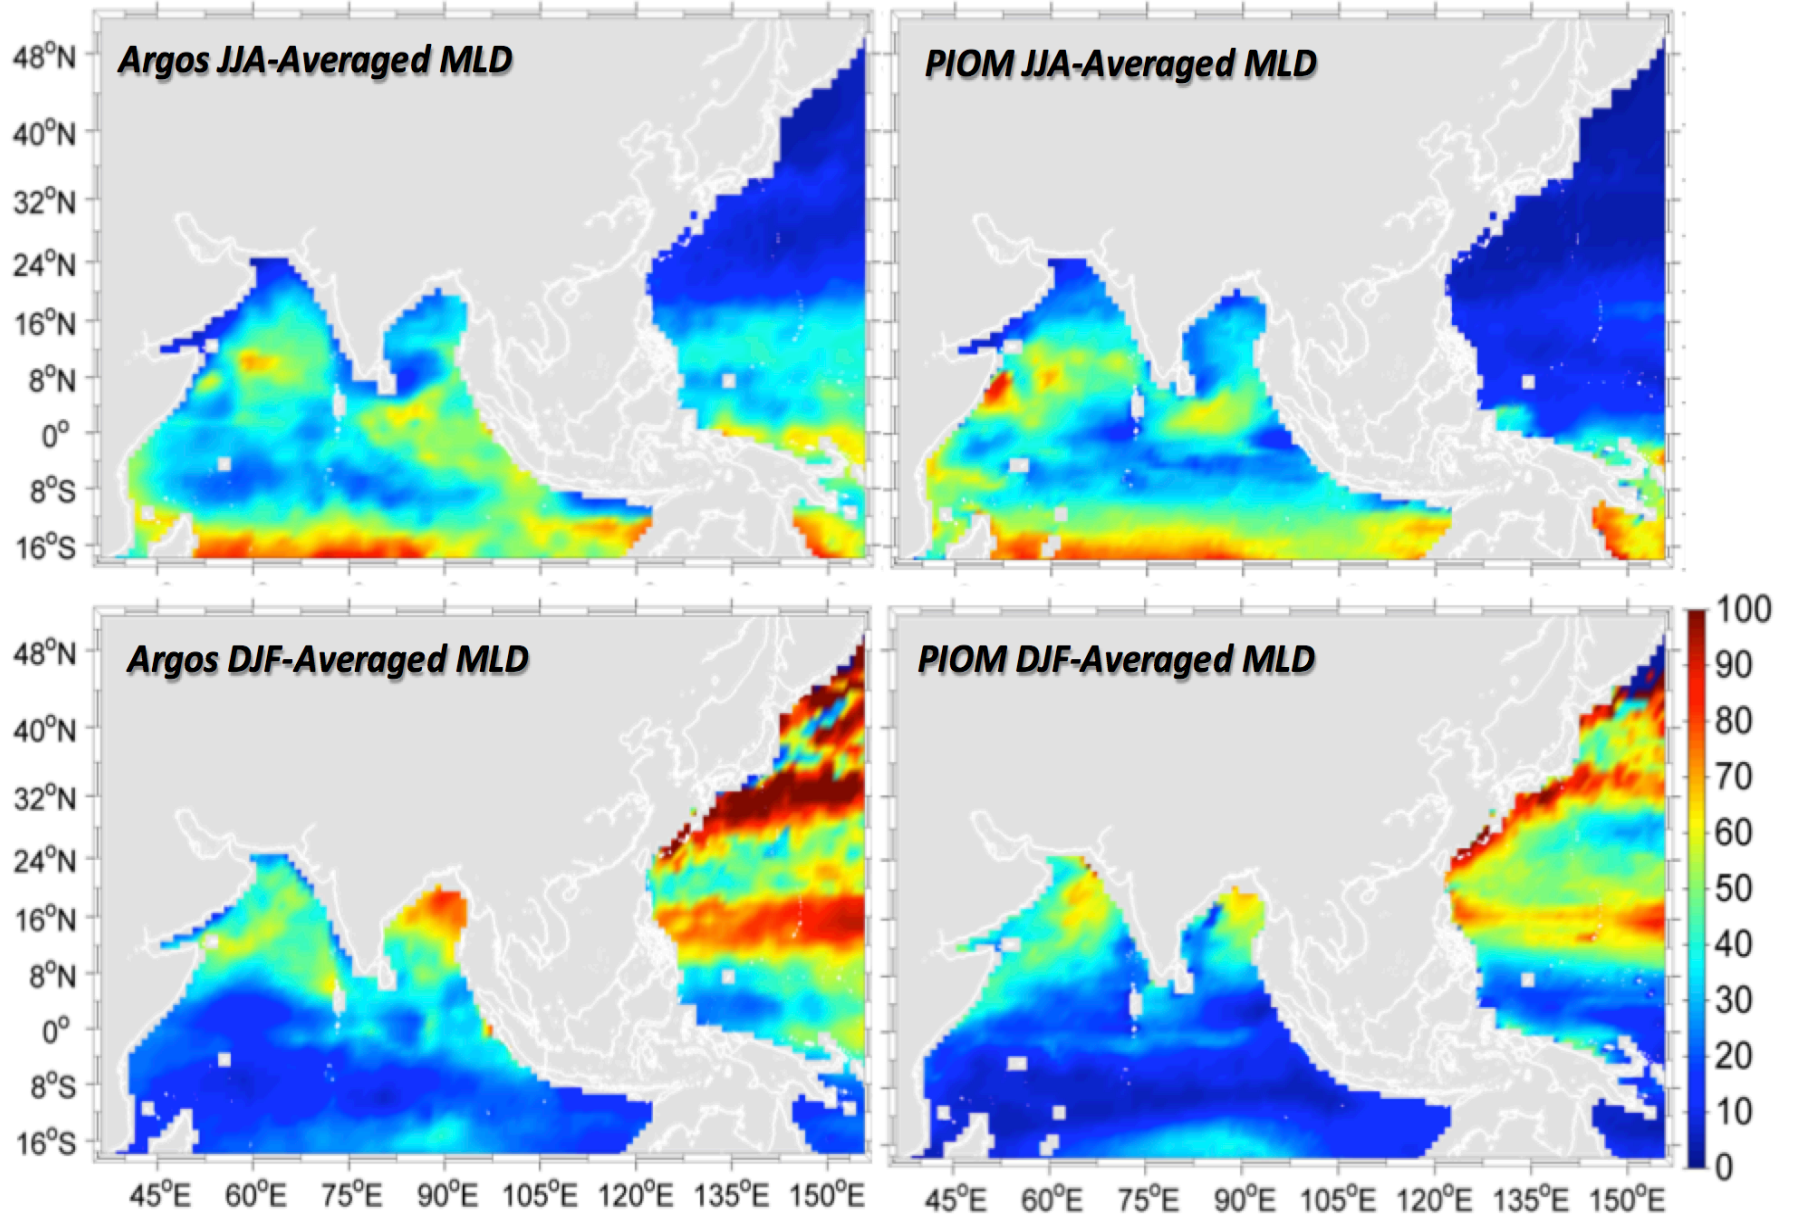 Argos JJA-Averaged MLD
PIOM JJA-Averaged MLD
48°N
40°N
32°N
24°N
16°N
8°N
0°
8°S
16°S
Argos DJF-Averaged MLD
PIOM DJF-Averaged MLD
48°N
40°N
32°N
24°N
16°N
8°N
0°
8°S
16°S
100
90
80
70
60
50
40
30
20
10
0
45°E 60°E 75°E 90°E 105°E 120°E 135°E 150°E
45°E 60°E 75°E 90°E 105°E 120°E 135°E 150°E